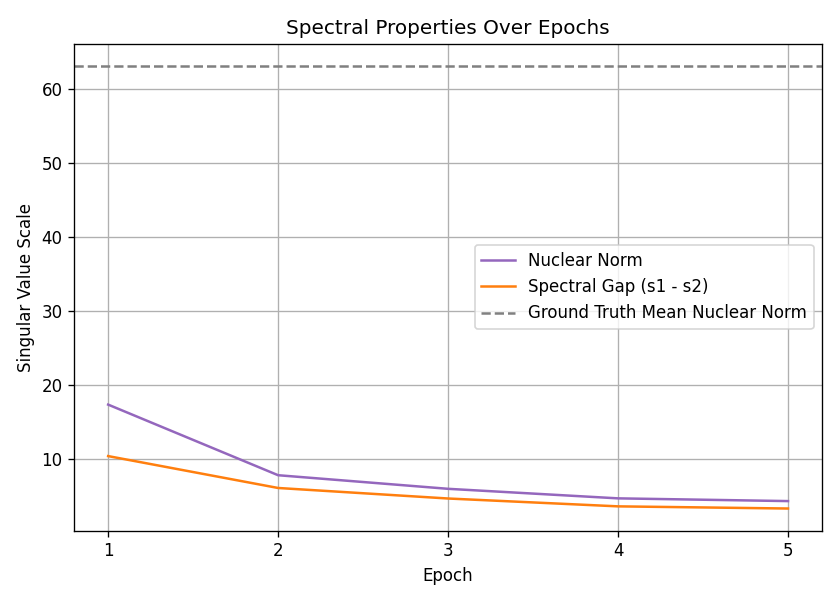 Spectral Properties Over Epochs
Singular Value Scale
60
50
40
30
20
10
Nuclear Norm
Spectral Gap (s1 - s2)
Ground Truth Mean Nuclear Norm
1 2 3 4 5
Epoch